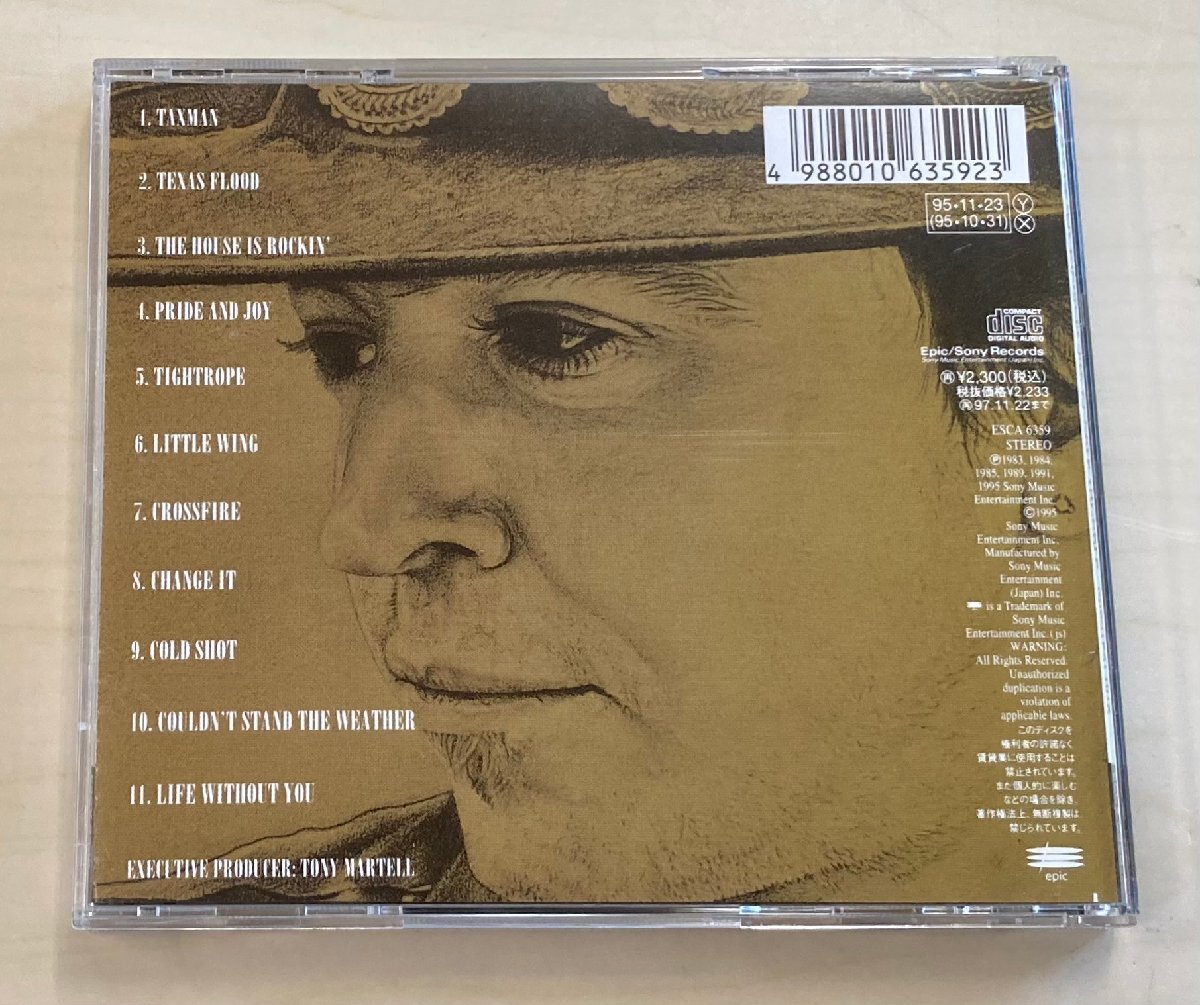 1. TAXMAN
2. TEXAS FLOOD
3. THE HOUSE IS ROCKIN'
4. PRIDE AND JOY
5. TIGHTROPE
6. LITTLE WING
7. CROSSFIRE
8. CHANGE IT
9. COLD SHOT
10. COULDN'T STAND THE WEATHER
11. LIFE WITHOUT YOU
EXECUTIVE PRODUCER: TONY MARTELL
4 988010 635923
95・11・23 Ⓨ
(95・10・31) Ⓧ
COMPACT
disc
DIGITAL AUDIO
Epic/Sony Records
Sony Music Entertainment (Japan) Inc.
㊐¥2,300(税込)
税抜価格¥2,233
97.11.22まで
ESCA 6359
STEREO
℗1983, 1984,
1985, 1989, 1991,
1995 Sony Music
Entertainment Inc.
©1995
Sony Music
Entertainment Inc.
Manufactured by
Sony Music
Entertainment
(Japan) Inc.
is a Trademark of
Sony Music
Entertainment Inc. (js)
WARNING:
All Rights Reserved.
Unauthorized
duplication is a
violation of
applicable laws.
このディスクを
権利者の許諾なく
賃貸業に使用することは
禁止されています。
また個人的に楽しむ
などの場合を除き、
著作権法上、無断複製は
禁じられています。
epic